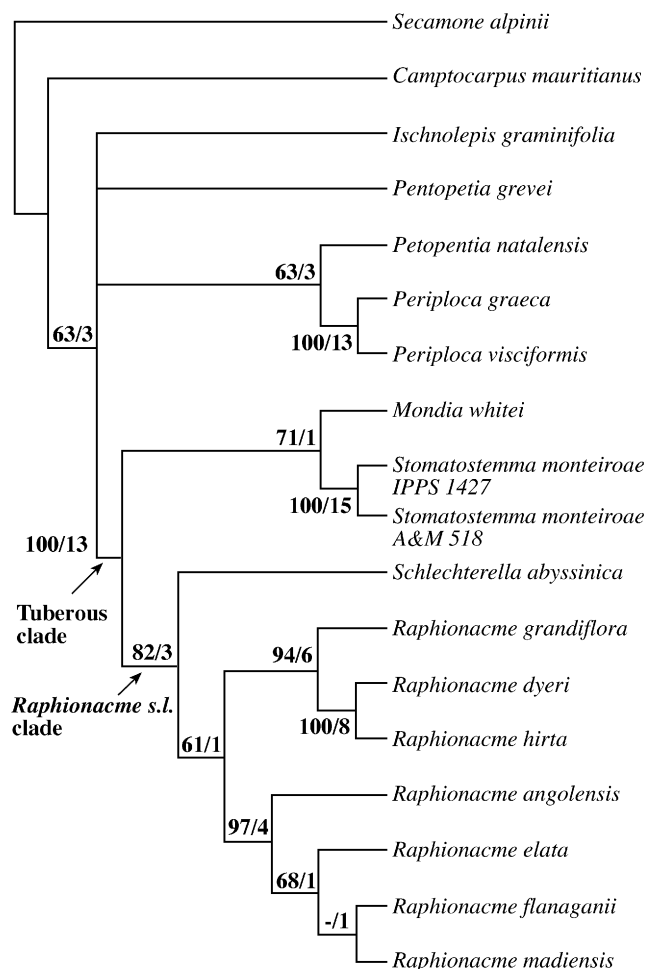 Secamone alpinii
Camptocarpus mauritianus
Ischnolepis graminifolia
Pentopetia grevei
Petopentia natalensis
63/3
Periploca graeca
63/3
100/13
Periploca visciformis
Mondia whitei
71/1
Stomatostemma monteiroae
IPPS 1427
100/15
Stomatostemma monteiroae
A&M 518
100/13
Schlechterella abyssinica
Tuberous
clade
Raphionacme grandiflora
82/3
94/6
Raphionacme dyeri
Raphionacme s.l.
clade
100/8
Raphionacme hirta
61/1
Raphionacme angolensis
97/4
Raphionacme elata
68/1
Raphionacme flanaganii
-/1
Raphionacme madiensis